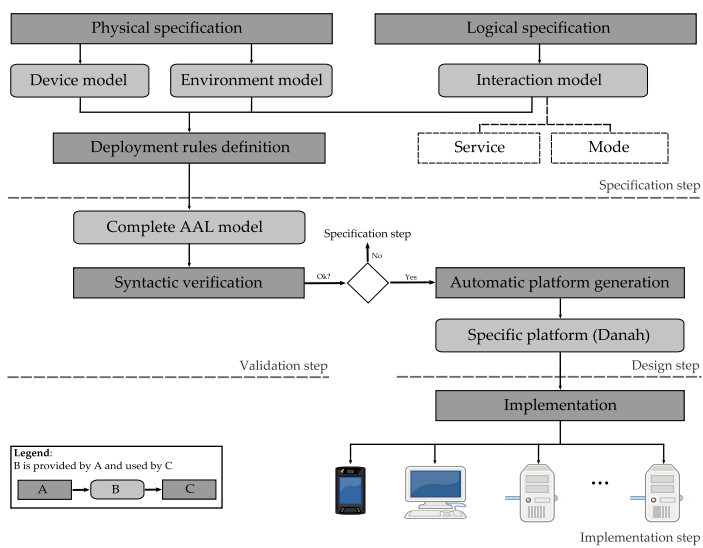 Physical specification
Logical specification
Device model
Environment model
Interaction model
Deployment rules definition
Service
Mode
Specification step
Complete AAL model
Specification step
No
Syntactic verification
Ok?
Yes
Automatic platform generation
Specific platform (Danah)
Validation step
Design step
Implementation
Legend:
B is provided by A and used by C
A
B
C
...
Implementation step